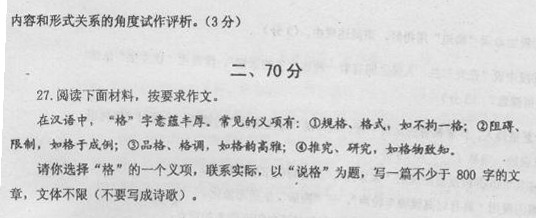 内容和形式关系的角度试作评析。(3分)
二、70分
27.阅读下面材料，按要求作文。
在汉语中，“格”字意蕴丰厚。常见的义项有：①规格、格式，如不拘一格；②阻碍、
限制，如格于成例；③品格、格调，如格韵高雅；④推究、研究，如格物致知。
请你选择“格”的一个义项，联系实际，以“说格”为题，写一篇不少于 800 字的文
章，文体不限（不要写成诗歌）。